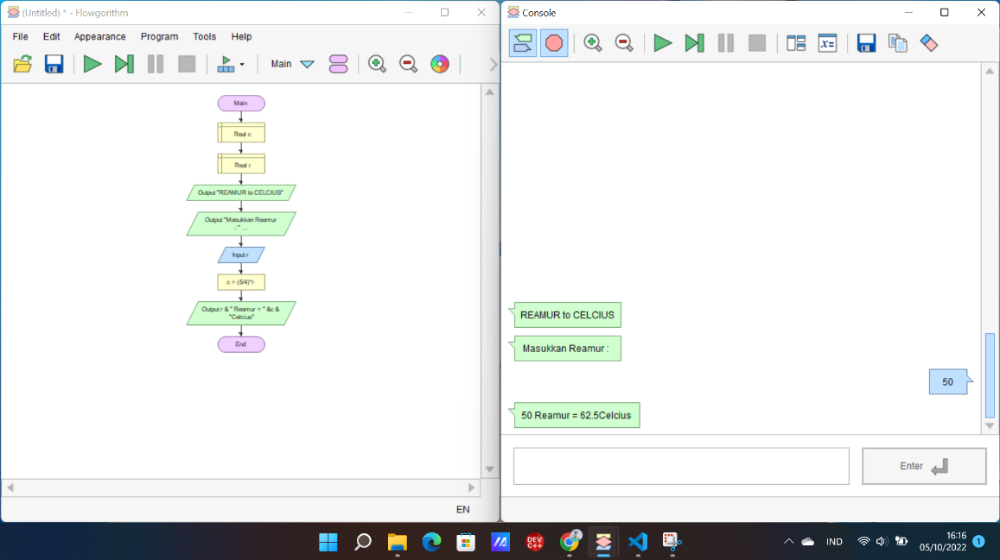 (Untitled) * - Flowgorithm
File Edit Appearance Program Tools Help
Main
Main
Real c
Real r
Output "REAMUR to CELCIUS"
Output "Masukkan Reamur
: " ...
Input r
c = (5/4)*r
Output r & " Reamur = " &c &
"Celcius"
End
EN
Console
x=
REAMUR to CELCIUS
Masukkan Reamur :
50
50 Reamur = 62.5Celcius
Enter
DEV
C++
IND
16:16
05/10/2022
1